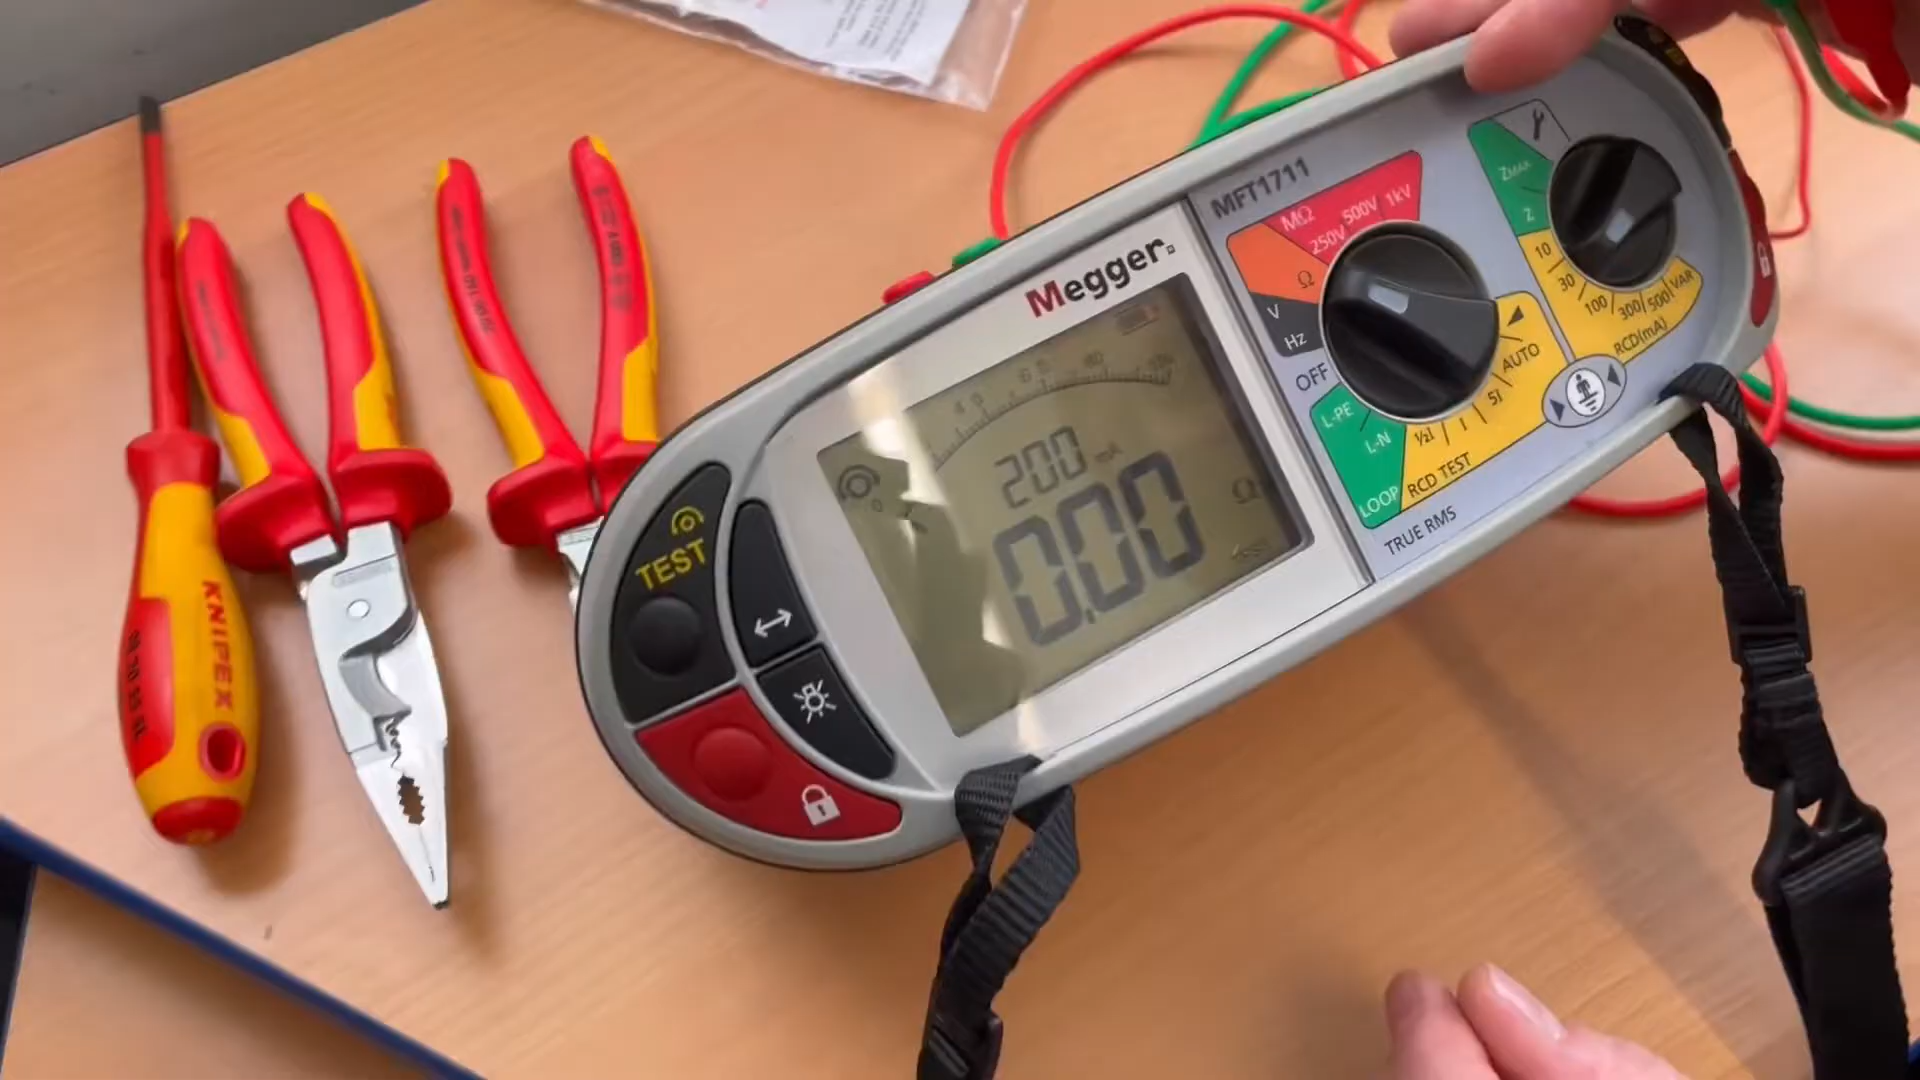 MFT1711
Megger
MΩ
250V
500V
1kV
Ω
V
Hz
OFF
L-PE
L-N
LOOP
½I
I
5I
AUTO
RCD TEST
TRUE RMS
ZMAX
Z
10
30
100
300
500
VAR
RCD(mA)
200 mA
0.00
Ω
TEST
KNIPEX